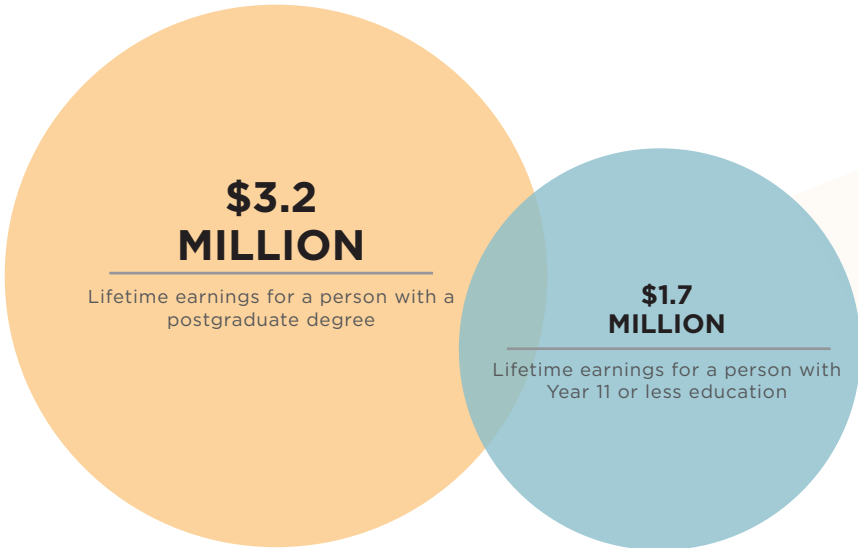 $3.2
MILLION
Lifetime earnings for a person with a
postgraduate degree
$1.7
MILLION
Lifetime earnings for a person with
Year 11 or less education